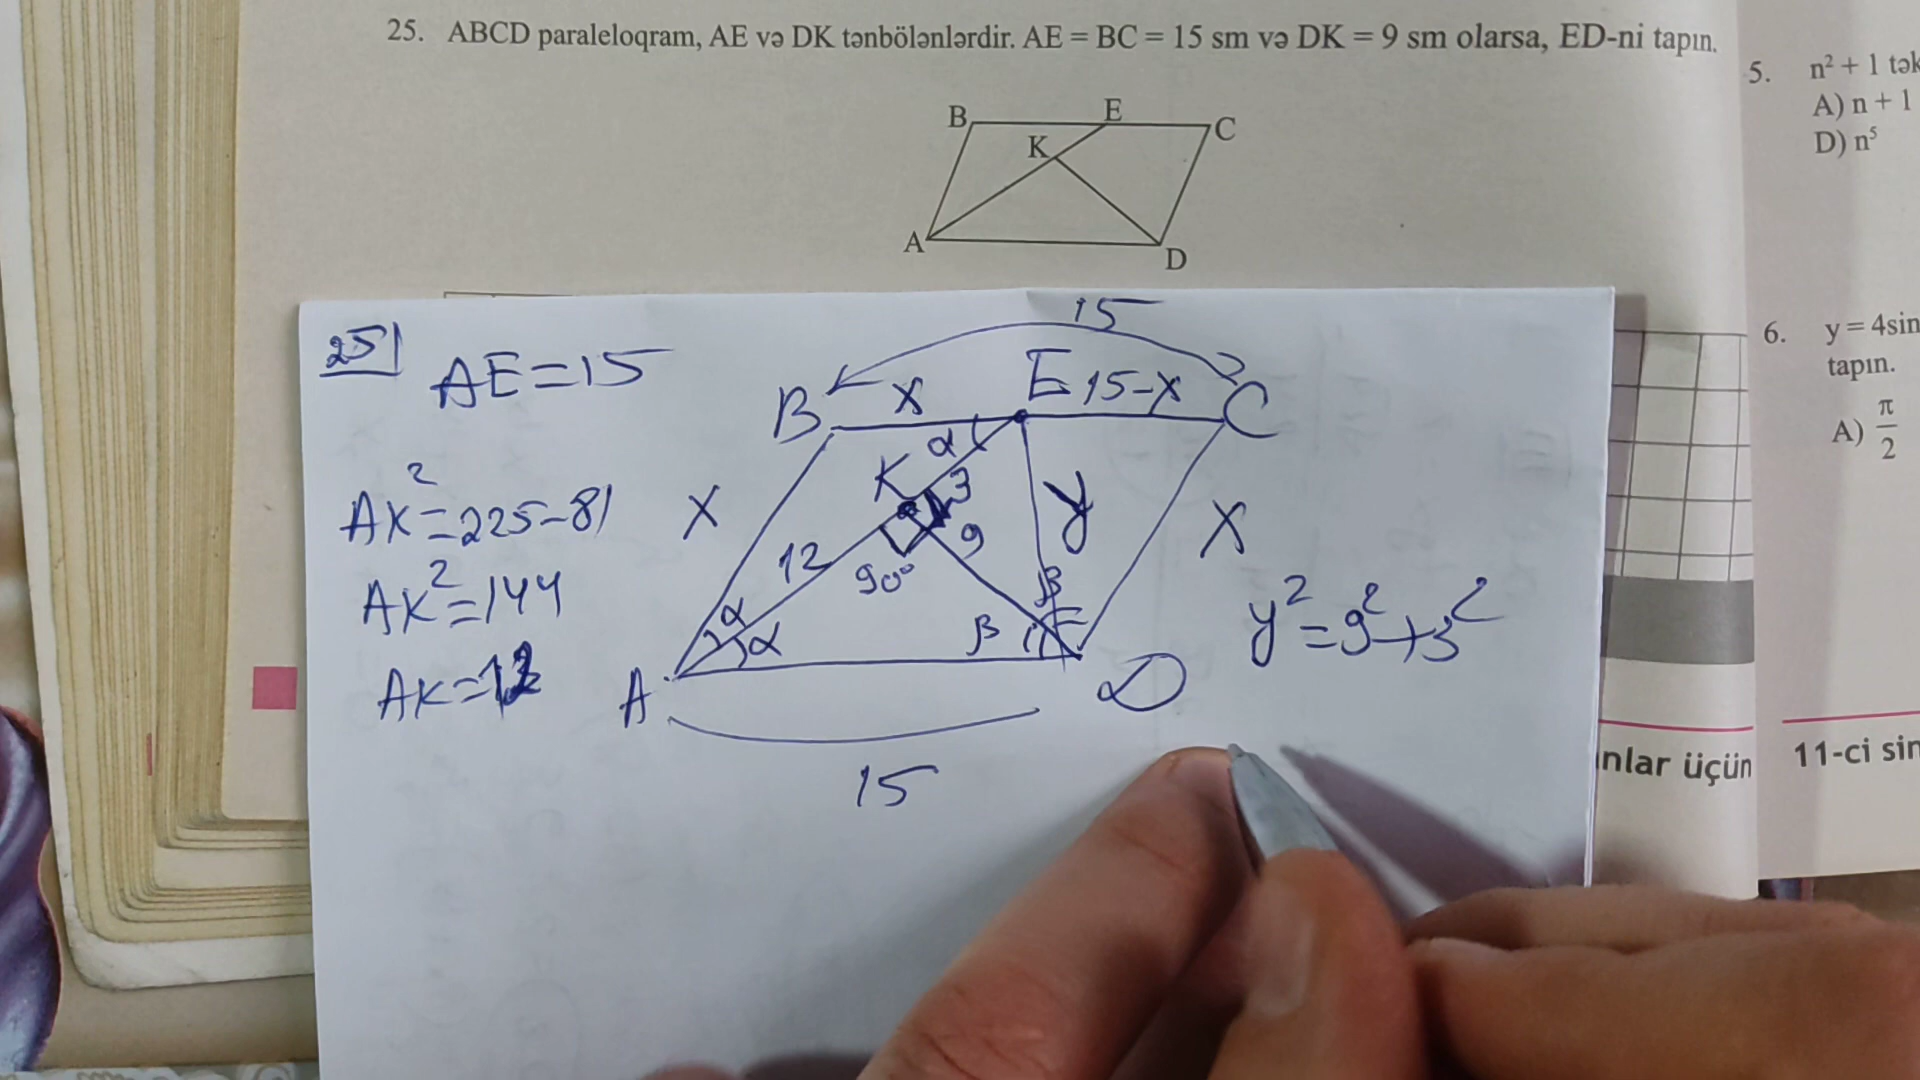 25. ABCD paraleloqram, AE və DK tənbölənlərdir. AE = BC = 15 sm və DK = 9 sm olarsa, ED-ni tapın.
B
E
C
K
A
D
5. n² + 1 tək
A) n + 1
D) n⁵
6. y = 4sin
tapın.
A) π/2
nlar üçün
11-ci sin
25|
AE=15
AK²=225-81
AK²=144
AK=12
15
B
x
E
15-x
C
α
K
3
x
12
90°
9
y
x
α
α
β
β
A
D
15
y²=9²+3²